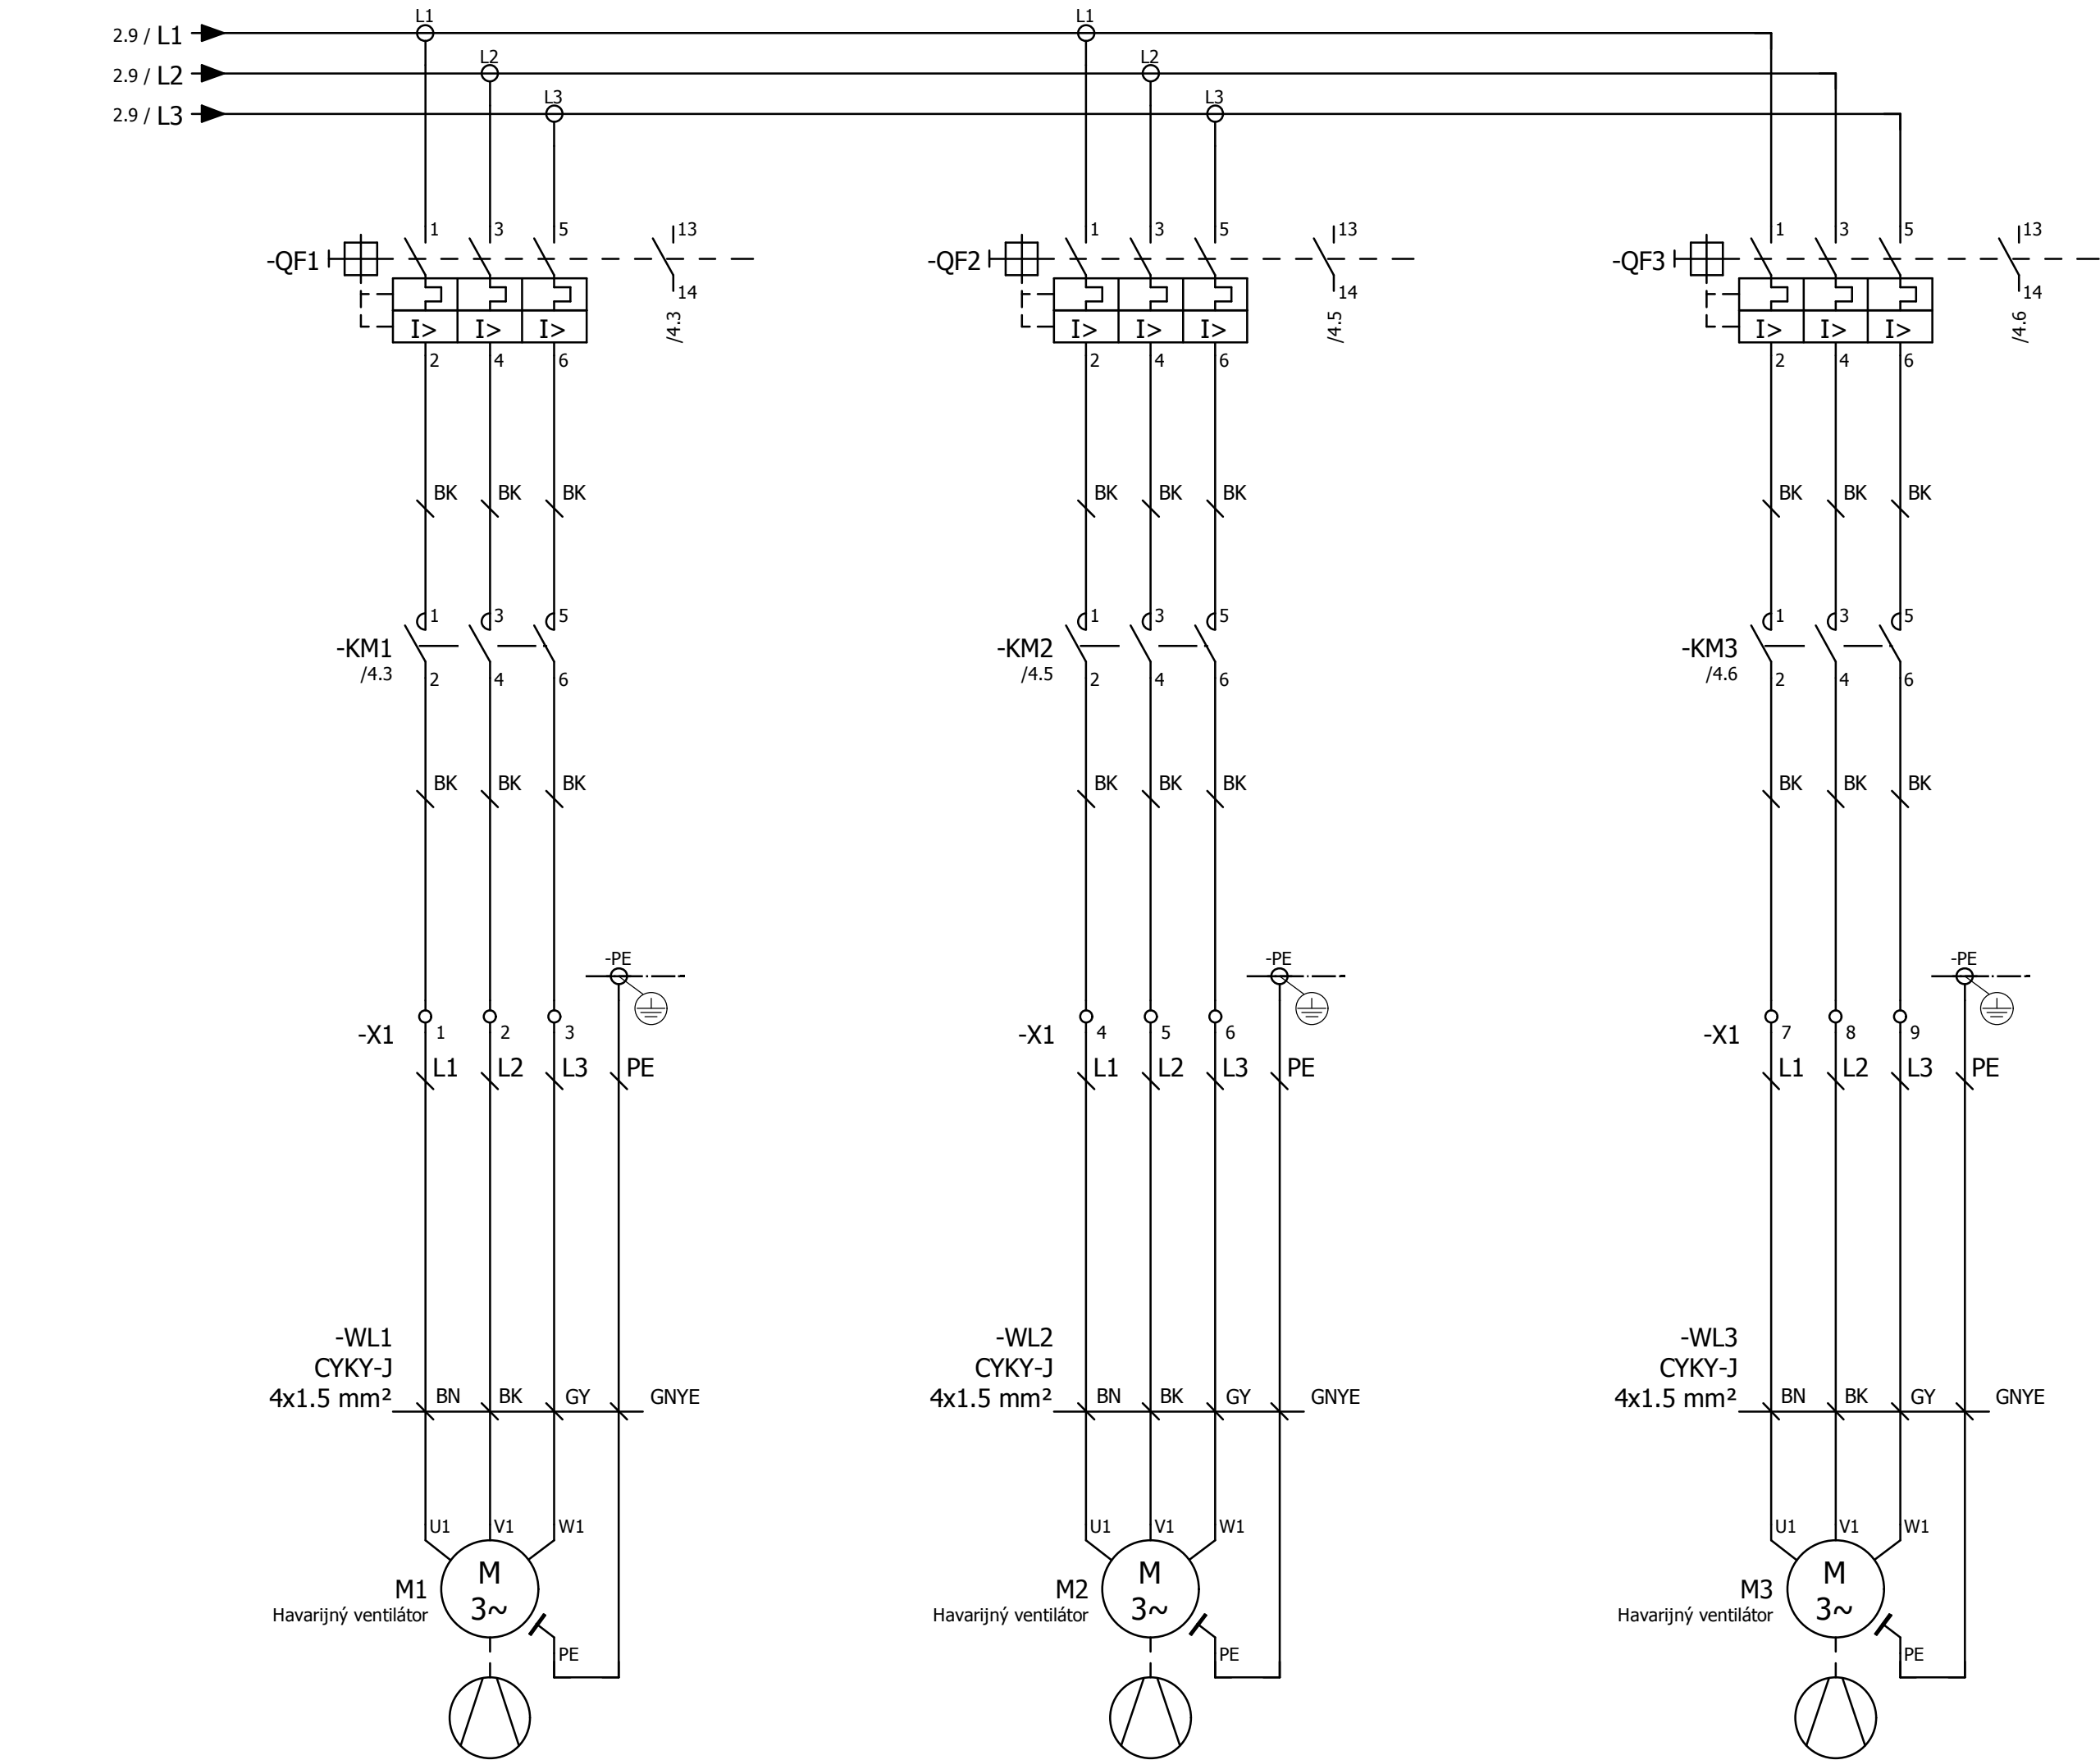 L1 L1
2.9 / L1
L2 L2
2.9 / L2
L3 L3
2.9 / L3
1 3 5 13 1 3 5 13 1 3 5 13
-QF1 -QF2 -QF3
14 14 14
I> I> I> /4.3 I> I> I> /4.5 I> I> I> /4.6
2 4 6 2 4 6 2 4 6
BK BK BK BK BK BK BK BK BK
1 3 5 1 3 5 1 3 5
-KM1 -KM2 -KM3
/4.3 2 4 6 /4.5 2 4 6 /4.6 2 4 6
BK BK BK BK BK BK BK BK BK
-PE -PE -PE
-X1 1 2 3 -X1 4 5 6 -X1 7 8 9
L1 L2 L3 PE L1 L2 L3 PE L1 L2 L3 PE
-WL1 -WL2 -WL3
CYKY-J CYKY-J CYKY-J
4x1.5 mm² BN BK GY GNYE 4x1.5 mm² BN BK GY GNYE 4x1.5 mm² BN BK GY GNYE
U1 V1 W1 U1 V1 W1 U1 V1 W1
M M M
M1 M2 M3
3~ 3~ 3~
Havarijný ventilátor Havarijný ventilátor Havarijný ventilátor
PE PE PE